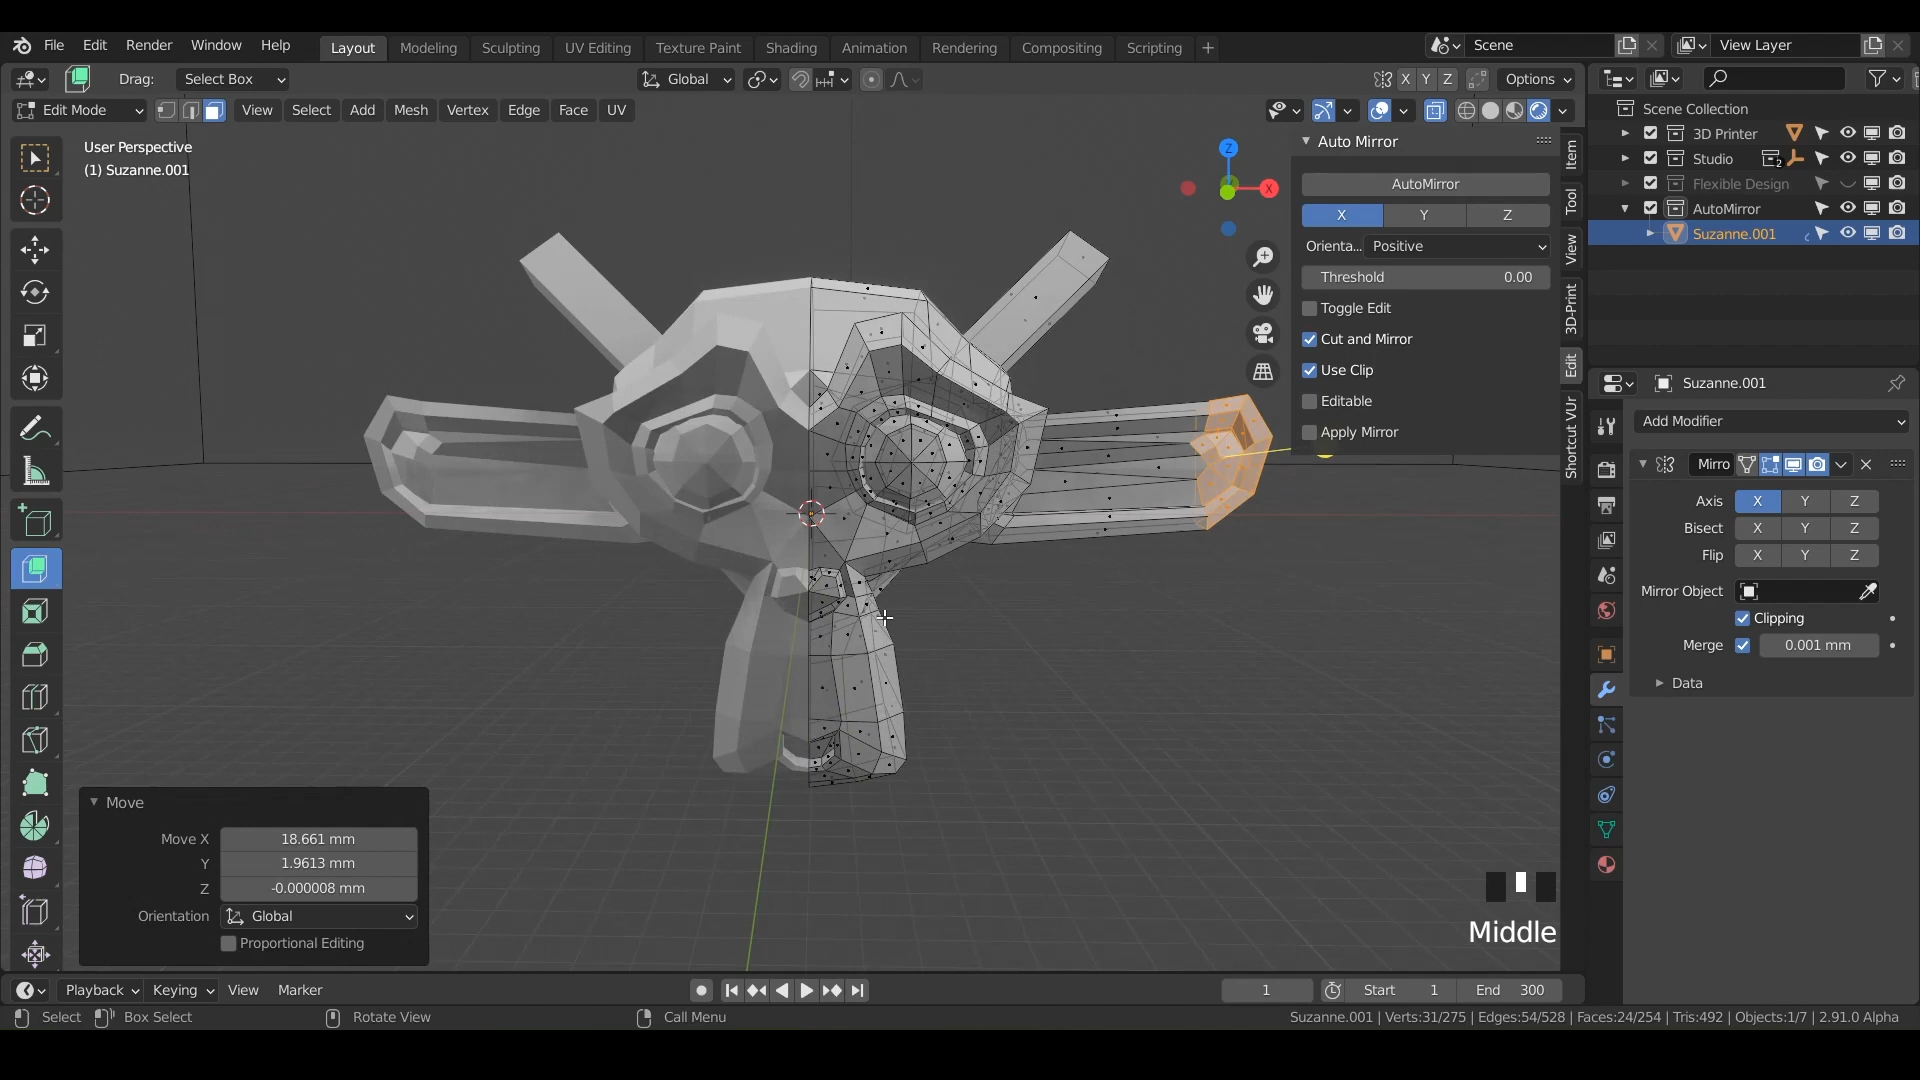 File Edit Render Window Help Layout Modeling Sculpting UV Editing Texture Paint Shading Animation Rendering Compositing Scripting + Scene View Layer
Drag: Select Box Global X Y Z Options
Edit Mode View Select Add Mesh Vertex Edge Face UV
User Perspective
(1) Suzanne.001
Z
X
Auto Mirror
AutoMirror
X Y Z
Orienta... Positive
Threshold 0.00
Toggle Edit
Cut and Mirror
Use Clip
Editable
Apply Mirror
Item
Tool
View
3D-Print
Edit
Shortcut VUr
Scene Collection
3D Printer
Studio 2
Flexible Design
AutoMirror
Suzanne.001
Suzanne.001
Add Modifier
Mirro
Axis X Y Z
Bisect X Y Z
Flip X Y Z
Mirror Object
Clipping
Merge 0.001 mm
Data
Move
Move X 18.661 mm
Y 1.9613 mm
Z -0.000008 mm
Orientation Global
Proportional Editing
Middle
Playback Keying View Marker 1 Start 1 End 300
Select Box Select Rotate View Call Menu Suzanne.001 | Verts:31/275 | Edges:54/528 | Faces:24/254 | Tris:492 | Objects:1/7 | 2.91.0 Alpha